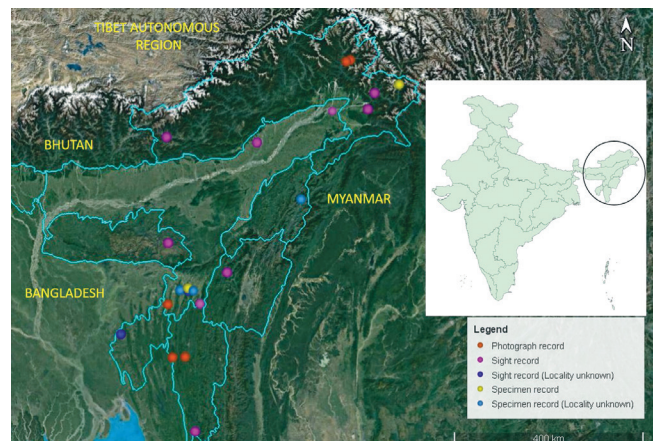 TIBET AUTONOMOUS
REGION
N
BHUTAN
MYANMAR
BANGLADESH
Legend
Photograph record
Sight record
Sight record (Locality unknown)
Specimen record
Specimen record (Locality unknown)
400 km